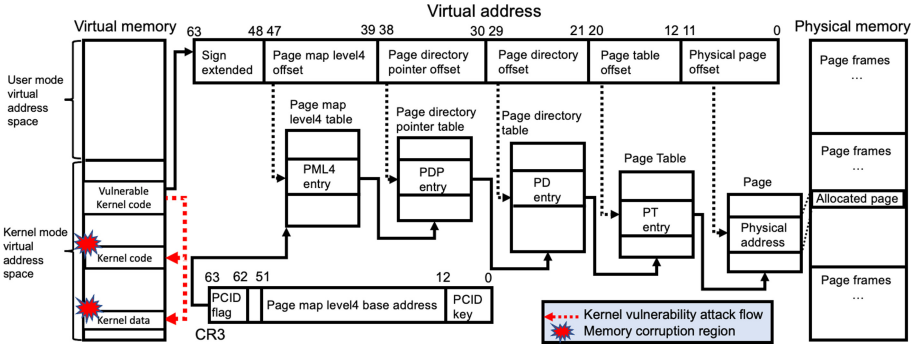 Virtual memory
Virtual address
Physical memory
63
48
47
39
38
30
29
21
20
12
11
0
Sign
extended
Page map level4
offset
Page directory
pointer offset
Page directory
offset
Page table
offset
Physical page
offset
User mode
virtual
address
space
Kernel mode
virtual
address
space
Vulnerable
Kernel code
Kernel code
Kernel data
Page map
level4 table
PML4
entry
Page directory
pointer table
PDP
entry
Page directory
table
PD
entry
Page Table
PT
entry
Page
Physical
address
Page frames
...
Page frames
...
Allocated page
Page frames
...
63
62
51
12
0
PCID
flag
Page map level4 base address
PCID
key
CR3
Kernel vulnerability attack flow
Memory corruption region